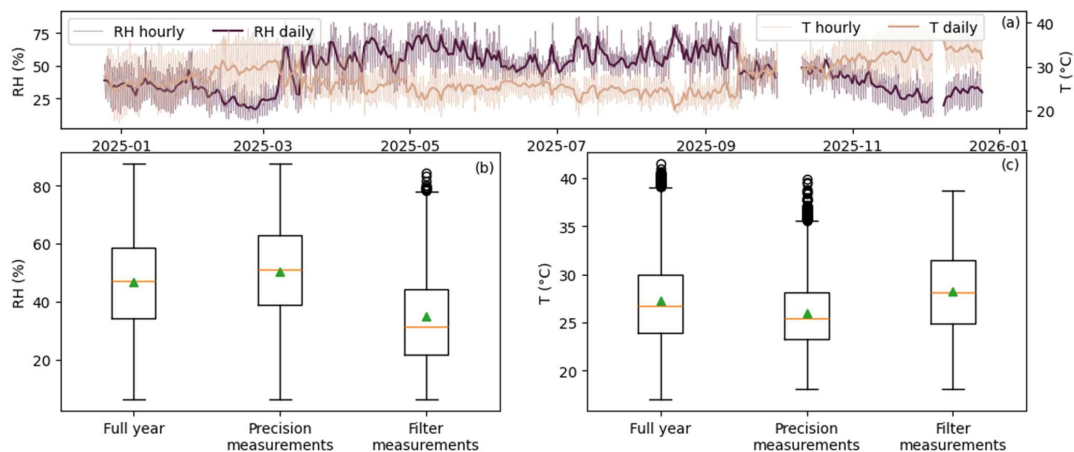 RH hourly
RH daily
T hourly
T daily
(a)
RH (%)
75
50
25
40
30
20
T (°C)
2025-01
2025-03
2025-05
2025-07
2025-09
2025-11
2026-01
(b)
RH (%)
80
60
40
20
Full year
Precision
measurements
Filter
measurements
(c)
T (°C)
40
35
30
25
20
Full year
Precision
measurements
Filter
measurements